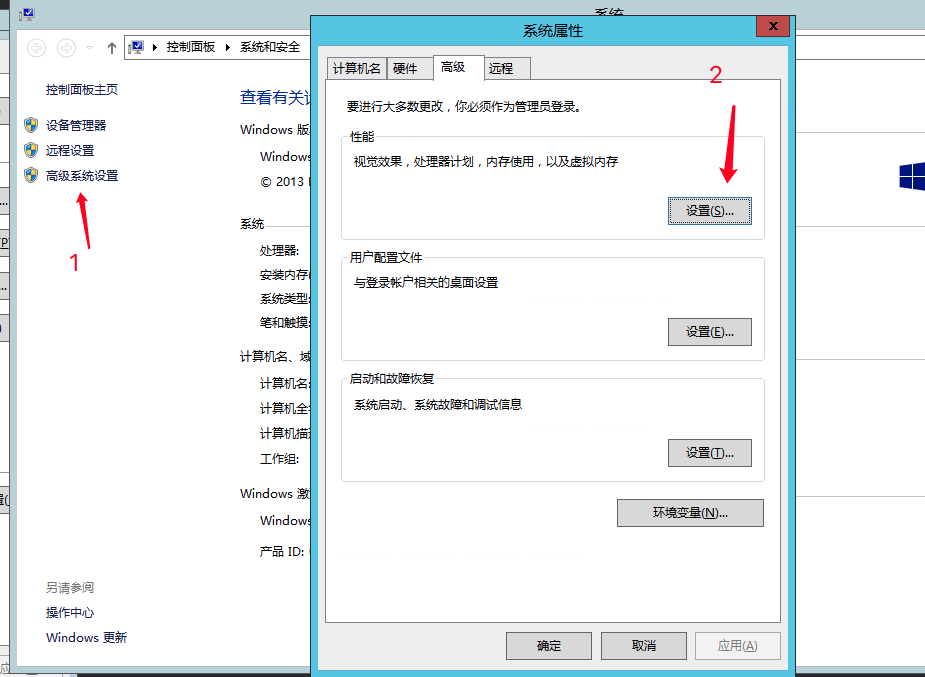 系统
系统属性
x
控制面板
系统和安全
计算机名
硬件
高级
远程
2
控制面板主页
设备管理器
远程设置
高级系统设置
1
查看有关
Windows
Windows
© 2013
系统
处理器:
安装内存
系统类型:
笔和触摸:
计算机名、域
计算机名:
计算机全
计算机描
工作组:
Windows 激
Windows
产品 ID:
另请参阅
操作中心
Windows 更新
要进行大多数更改，你必须作为管理员登录。
性能
视觉效果，处理器计划，内存使用，以及虚拟内存
设置(S)...
用户配置文件
与登录帐户相关的桌面设置
设置(E)...
启动和故障恢复
系统启动、系统故障和调试信息
设置(T)...
环境变量(N)...
确定
取消
应用(A)